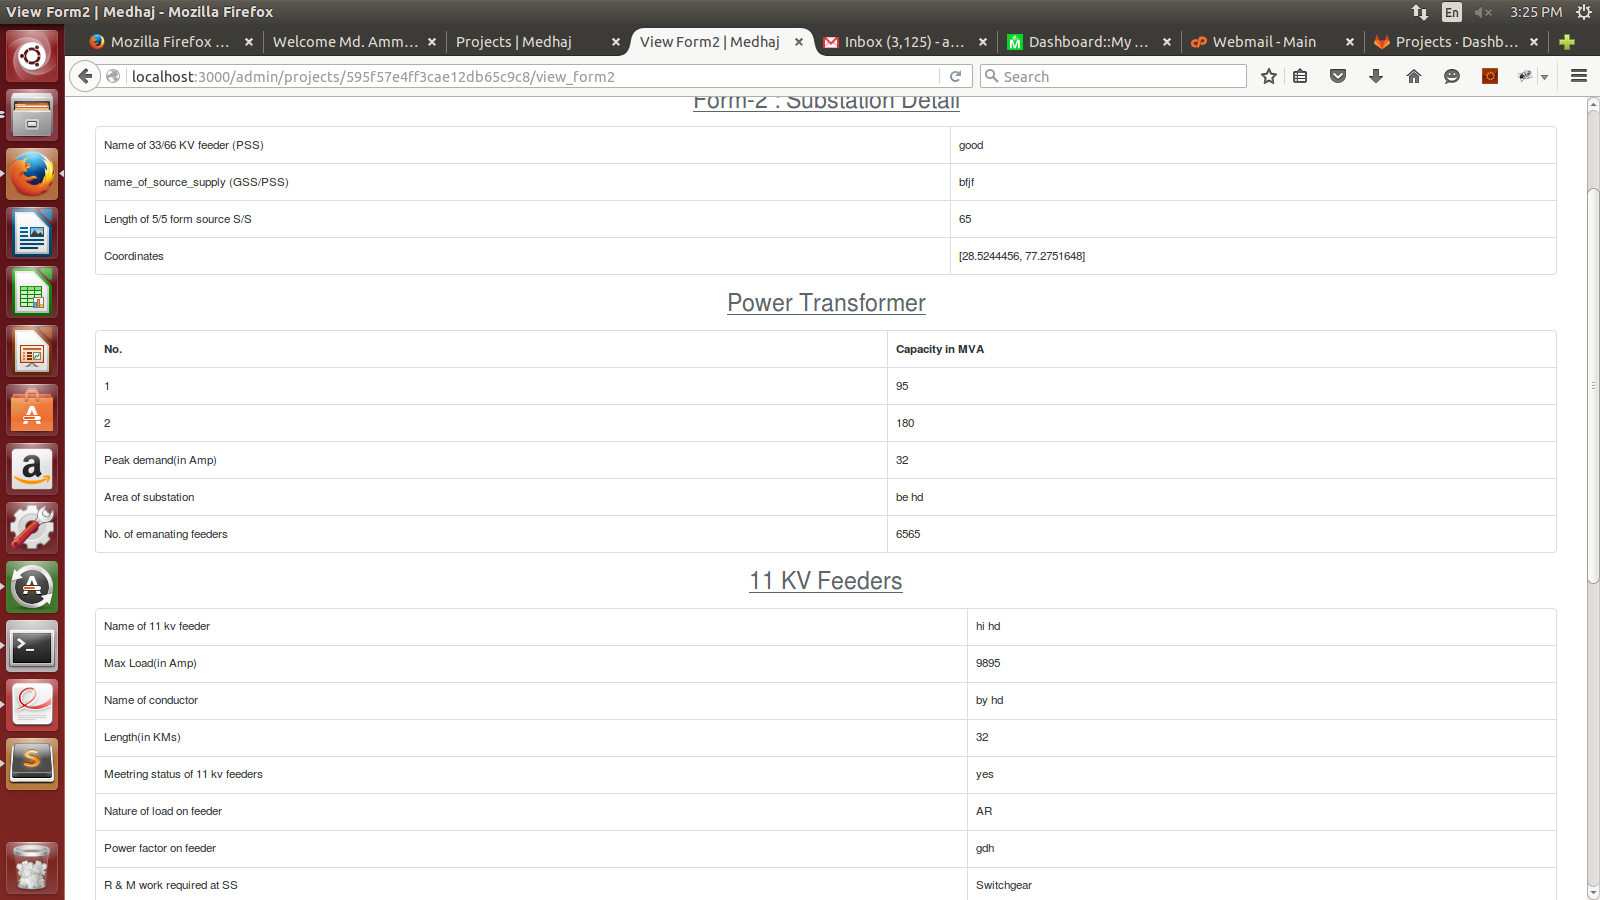 View Form2 | Medhaj - Mozilla Firefox
En
3:25 PM
Mozilla Firefox ...
Welcome Md. Amm...
Projects | Medhaj
View Form2 | Medhaj
Inbox (3,125) - a...
Dashboard::My ...
Webmail - Main
Projects · Dashb...
localhost:3000/admin/projects/595f57e4ff3cae12db65c9c8/view_form2
Search
Form-2 : Substation Detail
Name of 33/66 KV feeder (PSS) good
name_of_source_supply (GSS/PSS) bfjf
Length of 5/5 form source S/S 65
Coordinates [28.5244456, 77.2751648]
Power Transformer
No. Capacity in MVA
1 95
2 180
Peak demand(in Amp) 32
Area of substation be hd
No. of emanating feeders 6565
11 KV Feeders
Name of 11 kv feeder hi hd
Max Load(in Amp) 9895
Name of conductor by hd
Length(in KMs) 32
Meetring status of 11 kv feeders yes
Nature of load on feeder AR
Power factor on feeder gdh
R & M work required at SS Switchgear